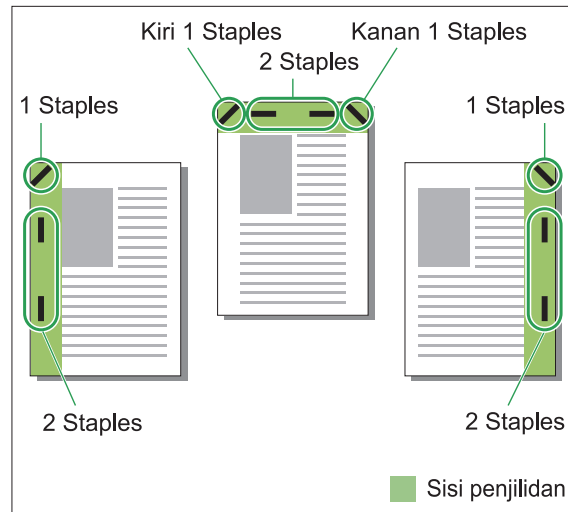 Kiri 1 Staples
Kanan 1 Staples
2 Staples
1 Staples
1 Staples
2 Staples
2 Staples
Sisi penjilidan